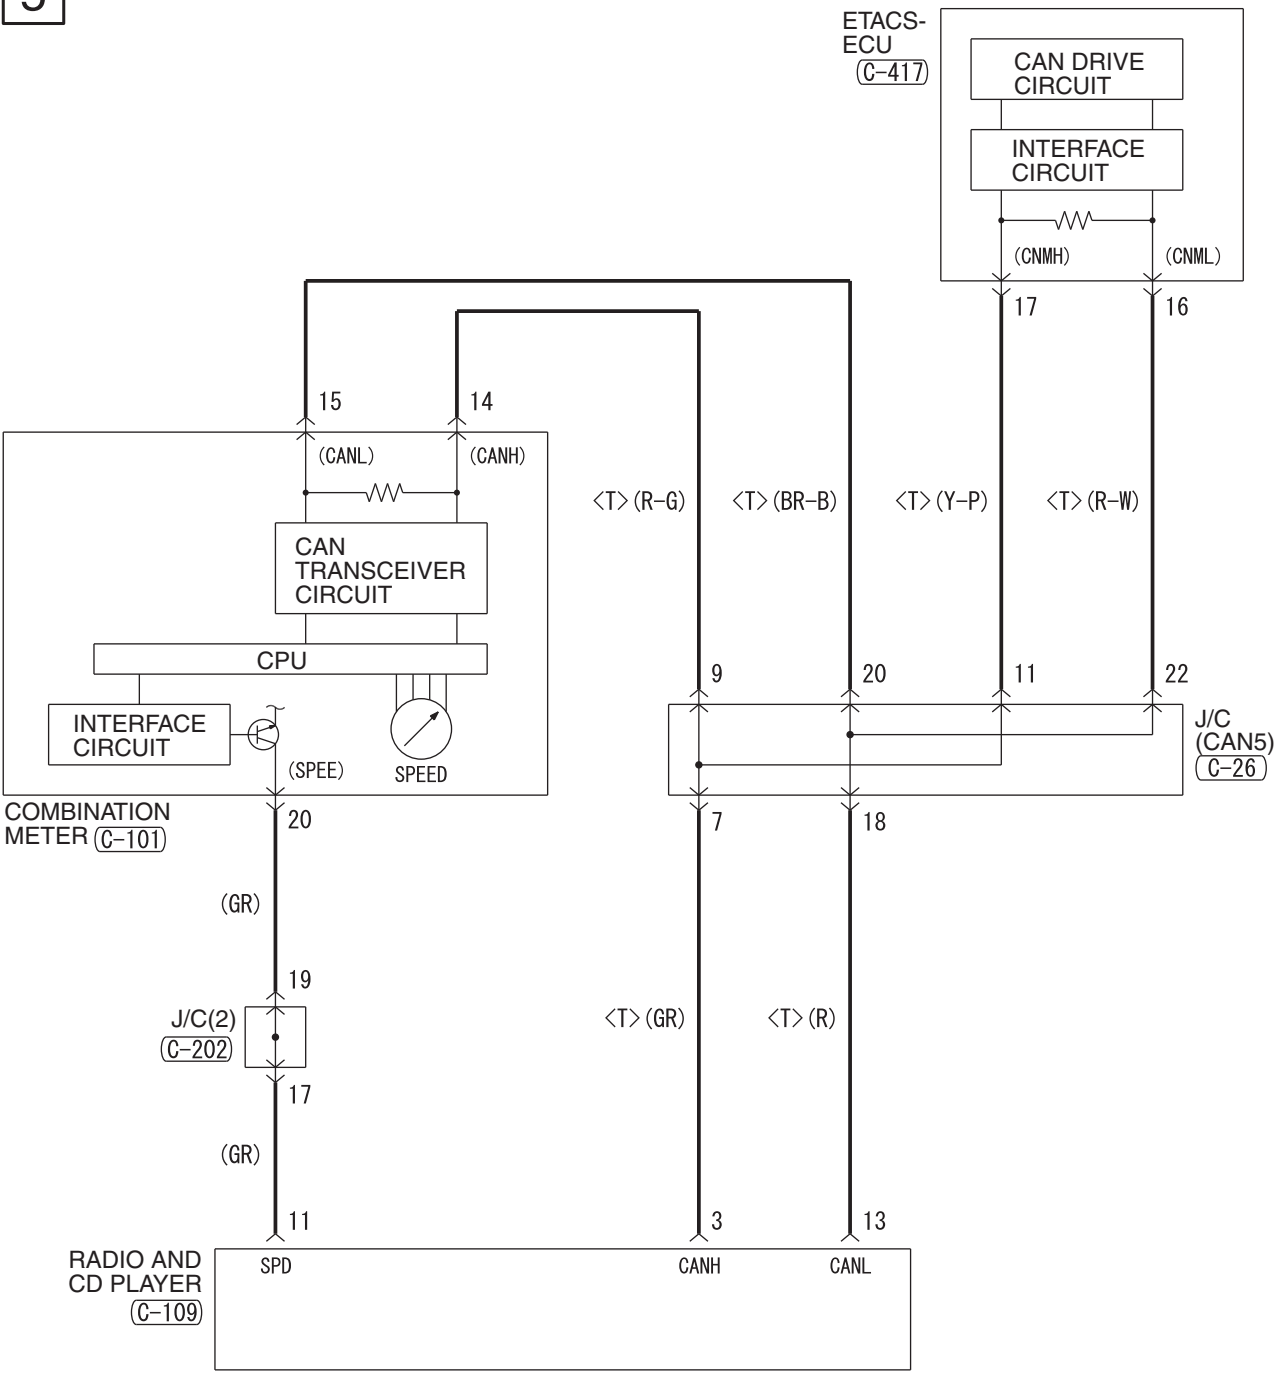 ETACS-
ECU
C-417
CAN DRIVE
CIRCUIT
INTERFACE
CIRCUIT
(CNMH)
(CNML)
17
16
15
14
(CANL)
(CANH)
CAN
TRANSCEIVER
CIRCUIT
CPU
INTERFACE
CIRCUIT
(SPEE)
SPEED
COMBINATION
METER C-101
<T>(R-G)
<T>(BR-B)
<T>(Y-P)
<T>(R-W)
9
20
11
22
J/C
(CAN5)
C-26
20
7
18
(GR)
19
J/C(2)
C-202
17
(GR)
<T>(GR)
<T>(R)
11
3
13
RADIO AND
CD PLAYER
C-109
SPD
CANH
CANL